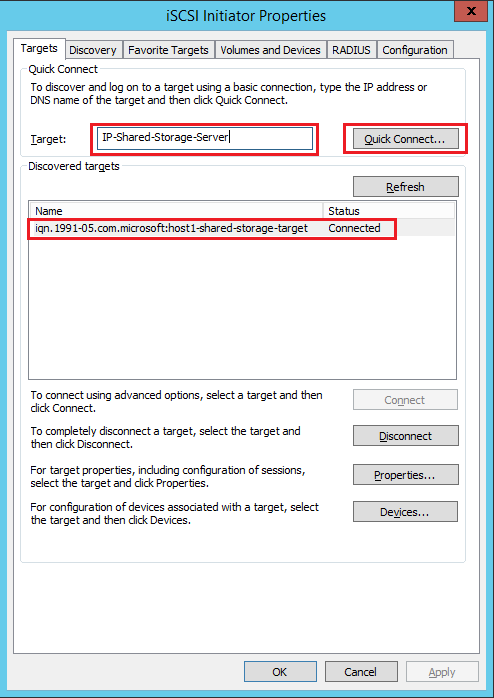 iSCSI Initiator Properties
x
Targets Discovery Favorite Targets Volumes and Devices RADIUS Configuration
Quick Connect
To discover and log on to a target using a basic connection, type the IP address or
DNS name of the target and then click Quick Connect.
Target: IP-Shared-Storage-Server Quick Connect...
Discovered targets
Refresh
Name Status
iqn.1991-05.com.microsoft:host1-shared-storage-target Connected
To connect using advanced options, select a target and then
click Connect.
Connect
To completely disconnect a target, select the target and
then click Disconnect.
Disconnect
For target properties, including configuration of sessions,
select the target and click Properties.
Properties...
For configuration of devices associated with a target, select
the target and then click Devices.
Devices...
OK Cancel Apply